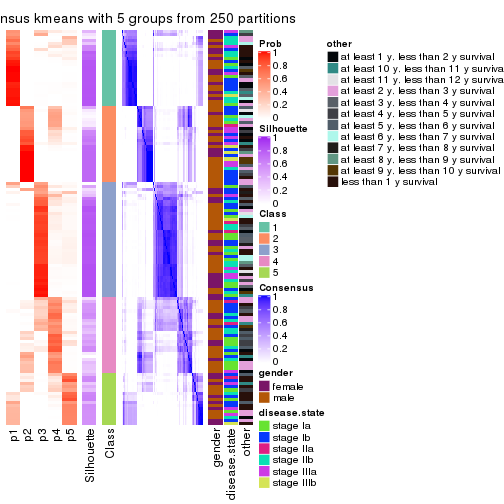 nsus kmeans with 5 groups from 250 partitions
Prob
1
0.8
0.6
0.4
0.2
0
Silhouette
1
0.8
0.6
0.4
0.2
0
Class
1
2
3
4
5
Consensus
1
0.8
0.6
0.4
0.2
0
gender
female
male
disease.state
stage Ia
stage Ib
stage IIa
stage IIb
stage IIIa
stage IIIb
other
at least 1 y. less than 2 y survival
at least 10 y. less than 11 y surviva
at least 11 y. less than 12 y surviva
at least 2 y. less than 3 y survival
at least 3 y. less than 4 y survival
at least 4 y. less than 5 y survival
at least 5 y. less than 6 y survival
at least 6 y. less than 7 y survival
at least 7 y. less than 8 y survival
at least 8 y. less than 9 y survival
at least 9 y. less than 10 y survival
less than 1 y survival
p1
p2
p3
p4
p5
Silhouette
Class
gender
disease.state
other